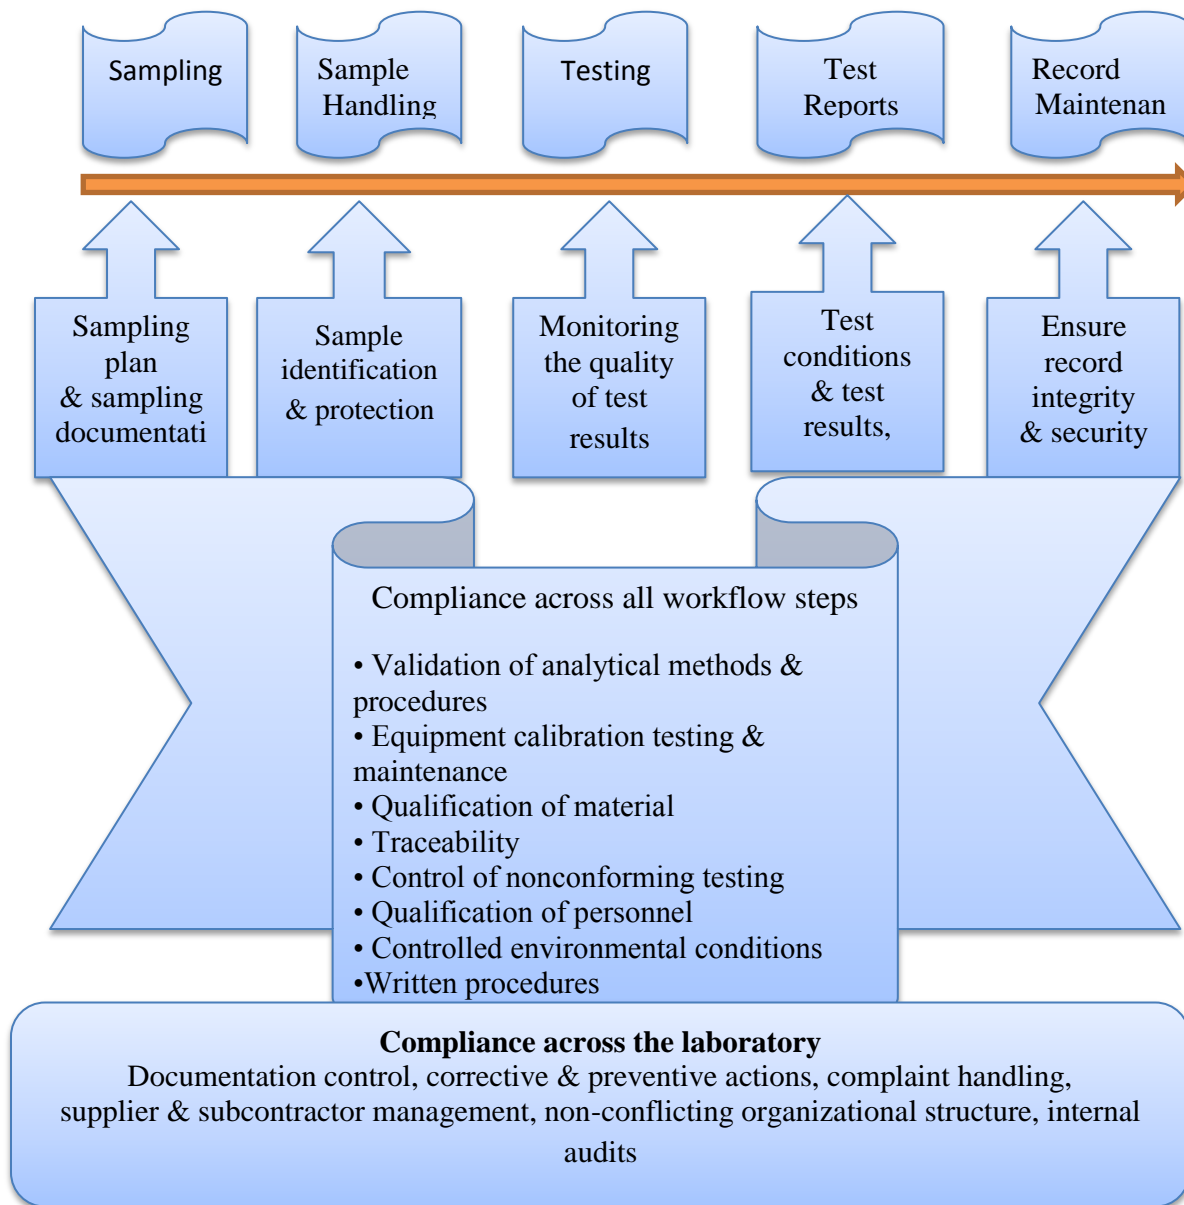 Sampling
Sample
Handling
Testing
Test
Reports
Record
Maintenan
Sampling
plan
& sampling
documentati
Sample
identification
& protection
Monitoring
the quality
of test
results
Test
conditions
& test
results,
Ensure
record
integrity
& security
Compliance across all workflow steps
• Validation of analytical methods &
procedures
• Equipment calibration testing &
maintenance
• Qualification of material
• Traceability
• Control of nonconforming testing
• Qualification of personnel
• Controlled environmental conditions
•Written procedures
Compliance across the laboratory
Documentation control, corrective & preventive actions, complaint handling,
supplier & subcontractor management, non-conflicting organizational structure, internal
audits